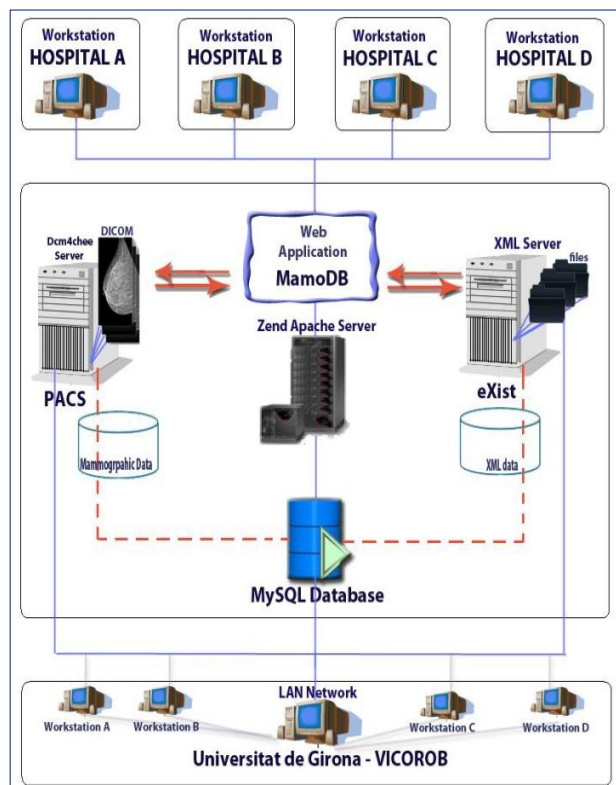 Workstation
HOSPITAL A
Workstation
HOSPITAL B
Workstation
HOSPITAL C
Workstation
HOSPITAL D
Dcm4chee
Server
DICOM
Web
Application
MamoDB
XML Server
files
Zend Apache Server
PACS
eXist
Mammogrpahic Data
XML data
MySQL Database
LAN Network
Workstation A
Workstation B
Workstation C
Workstation D
Universitat de Girona - VICOROB